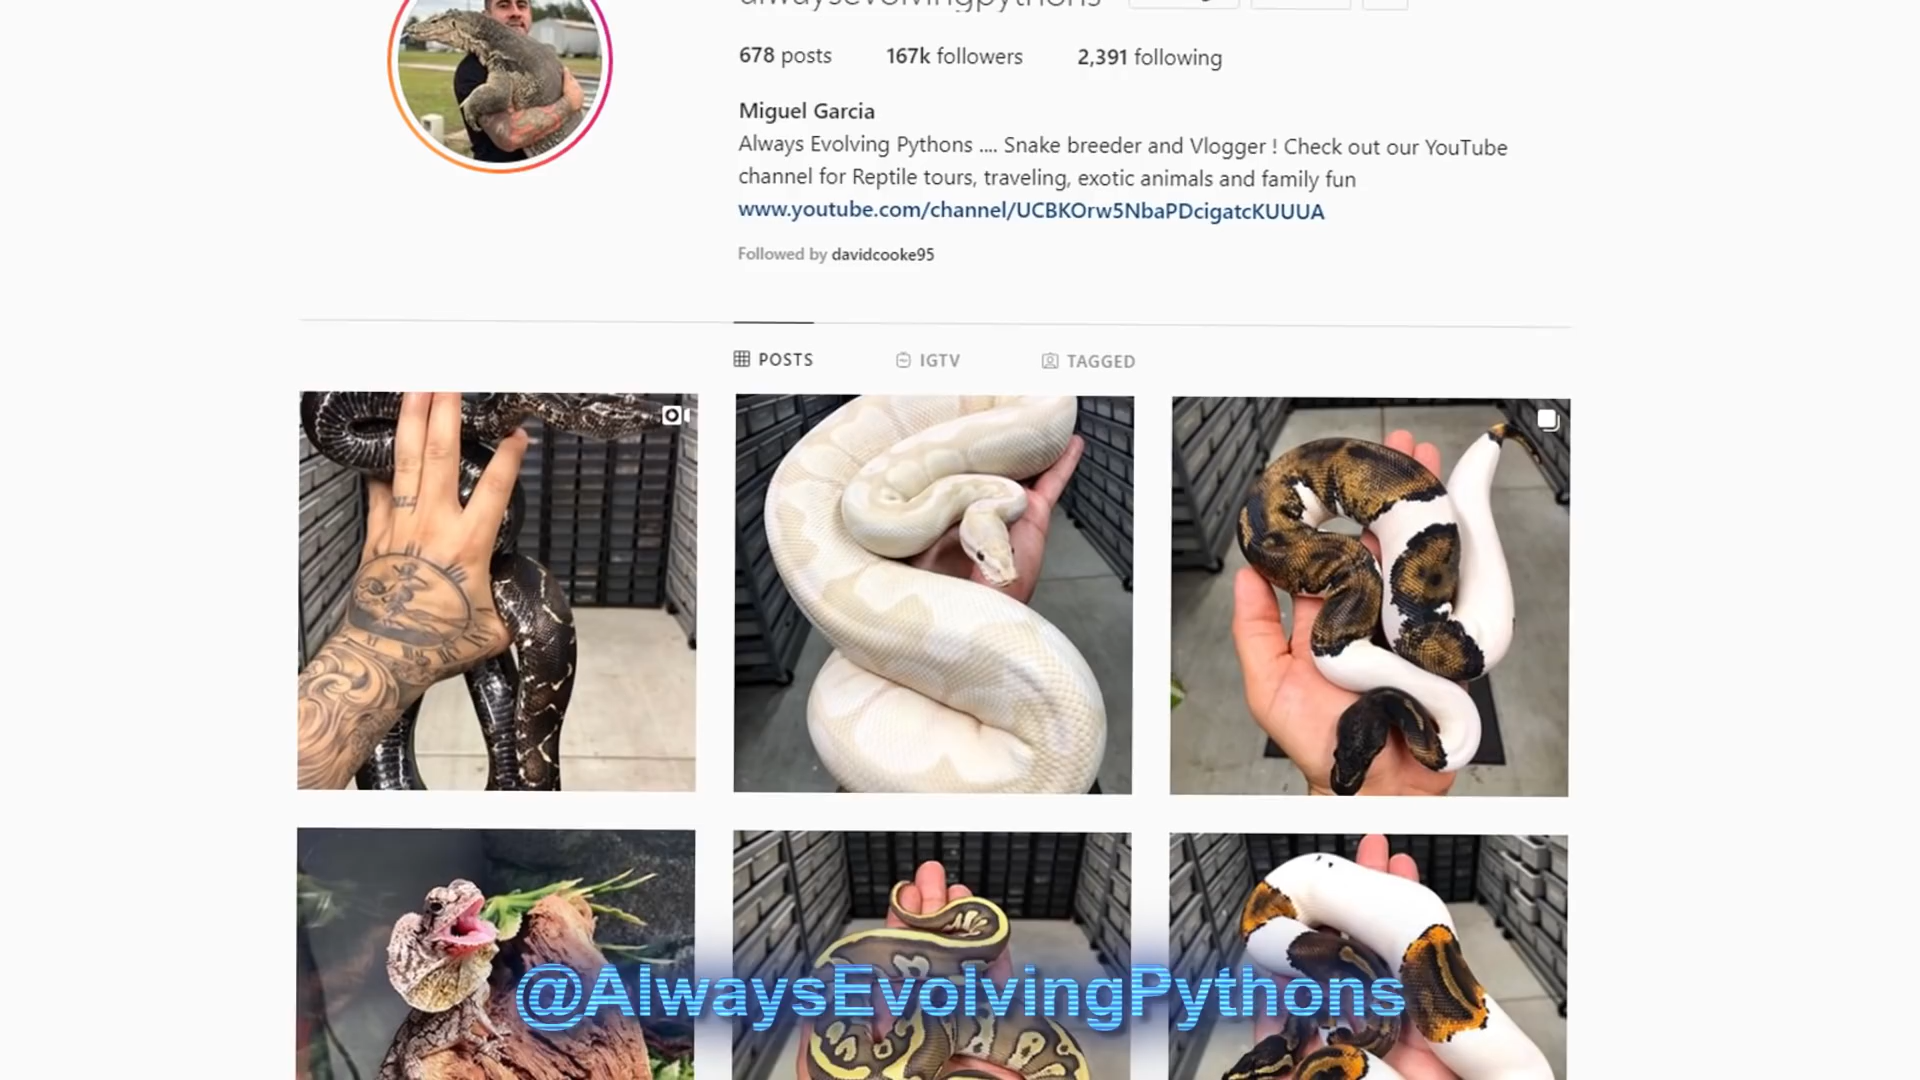 alwaysevolvingpythons
678 posts 167k followers 2,391 following
Miguel Garcia
Always Evolving Pythons .... Snake breeder and Vlogger ! Check out our YouTube
channel for Reptile tours, traveling, exotic animals and family fun
www.youtube.com/channel/UCBKOrw5NbaPDcigatcKUUUA
Followed by davidcooke95
POSTS IGTV TAGGED
@AlwaysEvolvingPythons